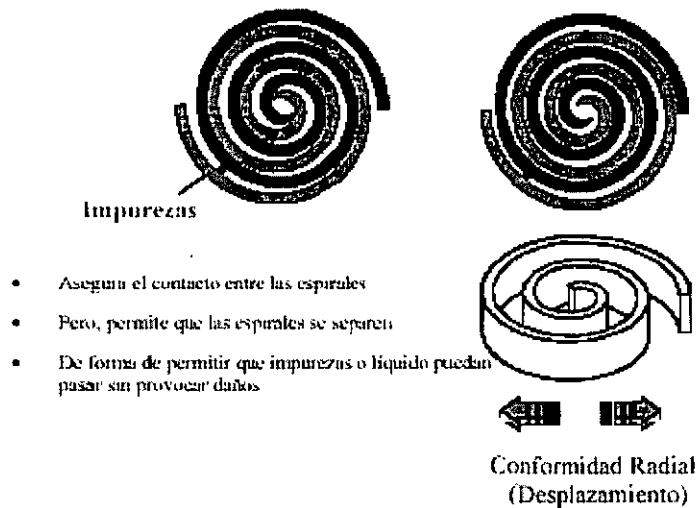 Impurezas
• Asegura el contacto entre las espirales
• Pero, permite que las espirales se separen
• De forma de permitir que impurezas o líquido puedan
pasar sin provocar daños
Conformidad Radial
(Desplazamiento)